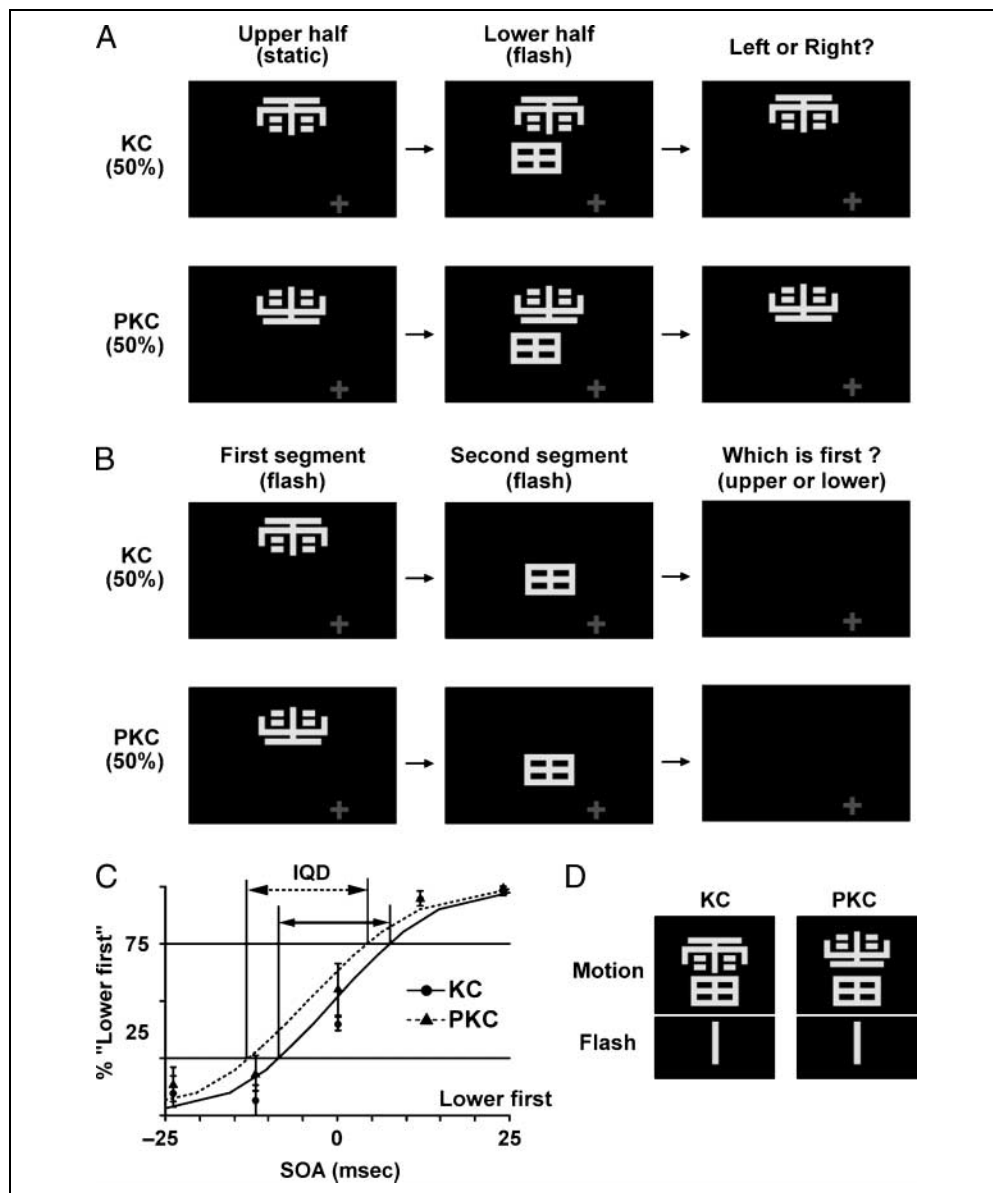 A
Upper half
(static)
Lower half
(flash)
Left or Right?
KC
(50%)
PKC
(50%)
B
First segment
(flash)
Second segment
(flash)
Which is first ?
(upper or lower)
KC
(50%)
PKC
(50%)
C
IQD
75
25
% "Lower first"
KC
PKC
Lower first
−25
0
25
SOA (msec)
D
KC
PKC
Motion
雷
Flash